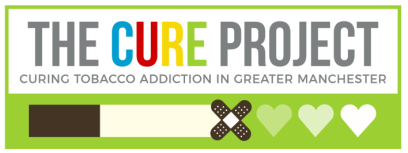 THE CURE PROJECT
CURING TOBACCO ADDICTION IN GREATER MANCHESTER